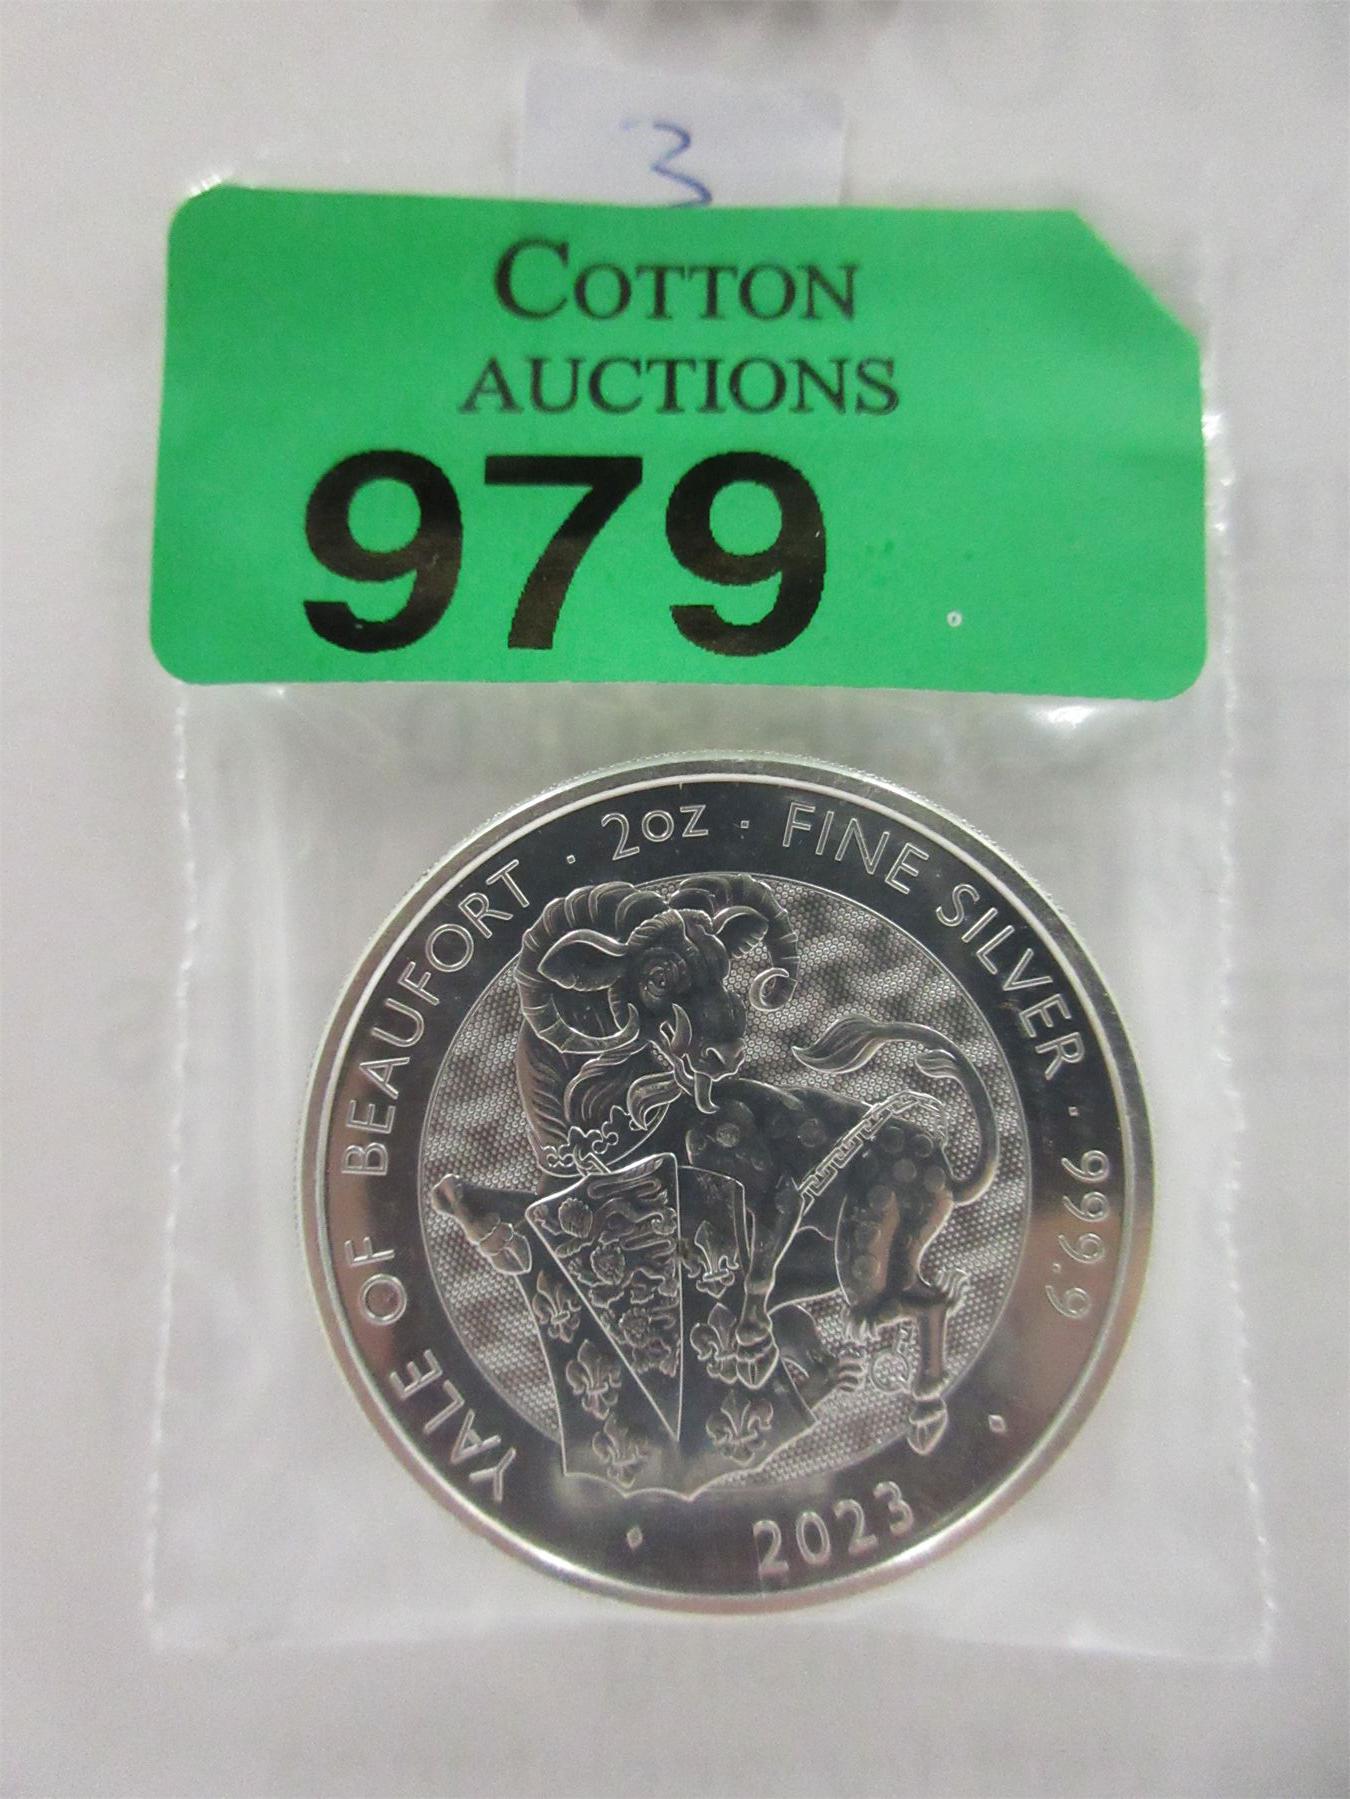 3
COTTON
AUCTIONS
979
YALE OF BEAUFORT · 2OZ · FINE SILVER · 999.9
· 2023 ·